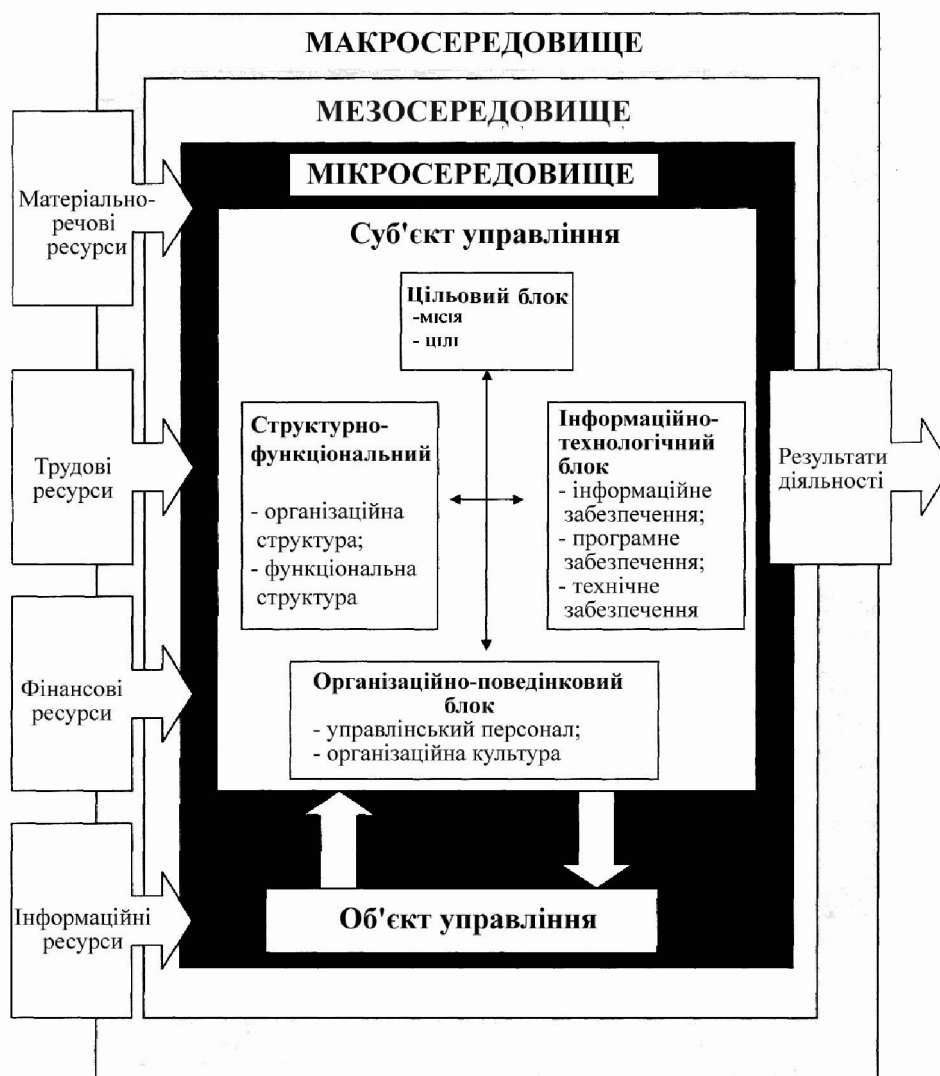 МАКРОСЕРЕДОВИЩЕ
МЕЗОСЕРЕДОВИЩЕ
МІКРОСЕРЕДОВИЩЕ
Матеріально-
речові
ресурси
Трудові
ресурси
Фінансові
ресурси
Інформаційні
ресурси
Суб'єкт управління
Цільовий блок
-місія
- цілі
Структурно-
функціональний
- організаційна
структура;
- функціональна
структура
Інформаційно-
технологічний
блок
- інформаційне
забезпечення;
- програмне
забезпечення;
- технічне
забезпечення
Організаційно-поведінковий
блок
- управлінський персонал;
- організаційна культура
Об'єкт управління
Результати
діяльності